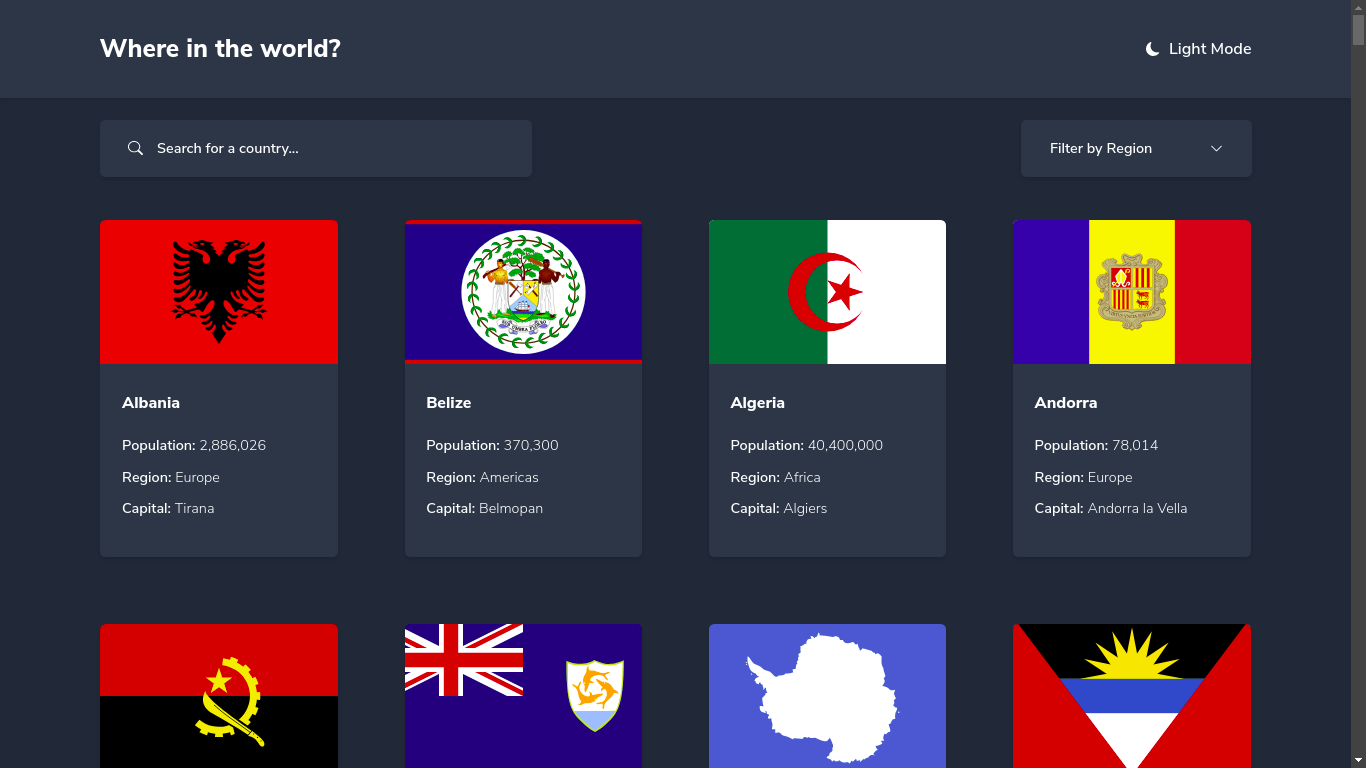 Where in the world?
Light Mode
Search for a country...
Filter by Region
Albania
Population: 2,886,026
Region: Europe
Capital: Tirana
Belize
Population: 370,300
Region: Americas
Capital: Belmopan
Algeria
Population: 40,400,000
Region: Africa
Capital: Algiers
Andorra
Population: 78,014
Region: Europe
Capital: Andorra la Vella